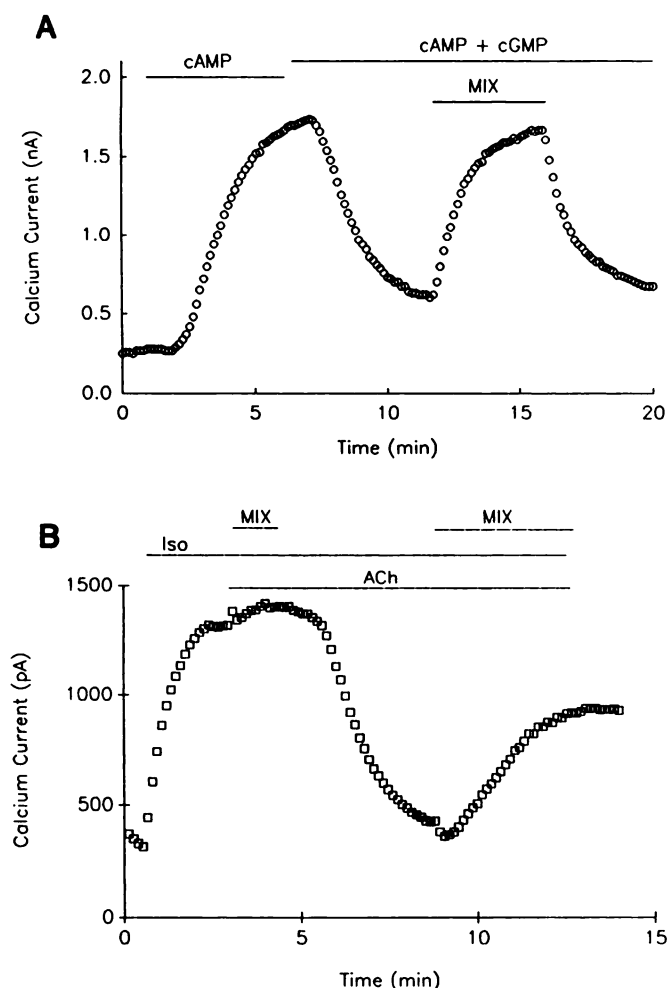 A
cAMP
cAMP + cGMP
MIX
2.0
1.5
1.0
0.5
0.0
Calcium Current (nA)
0 5 10 15 20
Time (min)
B
MIX MIX
Iso
ACh
1500
1000
500
0
Calcium Current (pA)
0 5 10 15
Time (min)